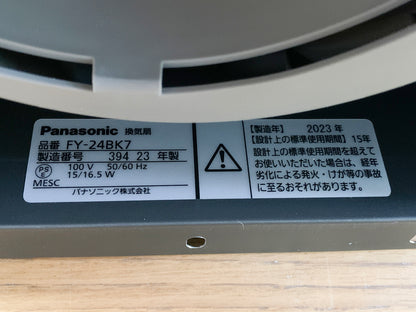 Panasonic 換気扇
品番 FY-24BK7
製造番号 394 23 年製
PS E 100 V 50/60 Hz
15/16.5 W
MESC
パナソニック株式会社
【製造年】 2023 年
【設計上の標準使用期間】 15年
設計上の標準使用期間を超えて
お使いいただいた場合は、経年
劣化による発火・けが等の事故
に至るおそれがあります。